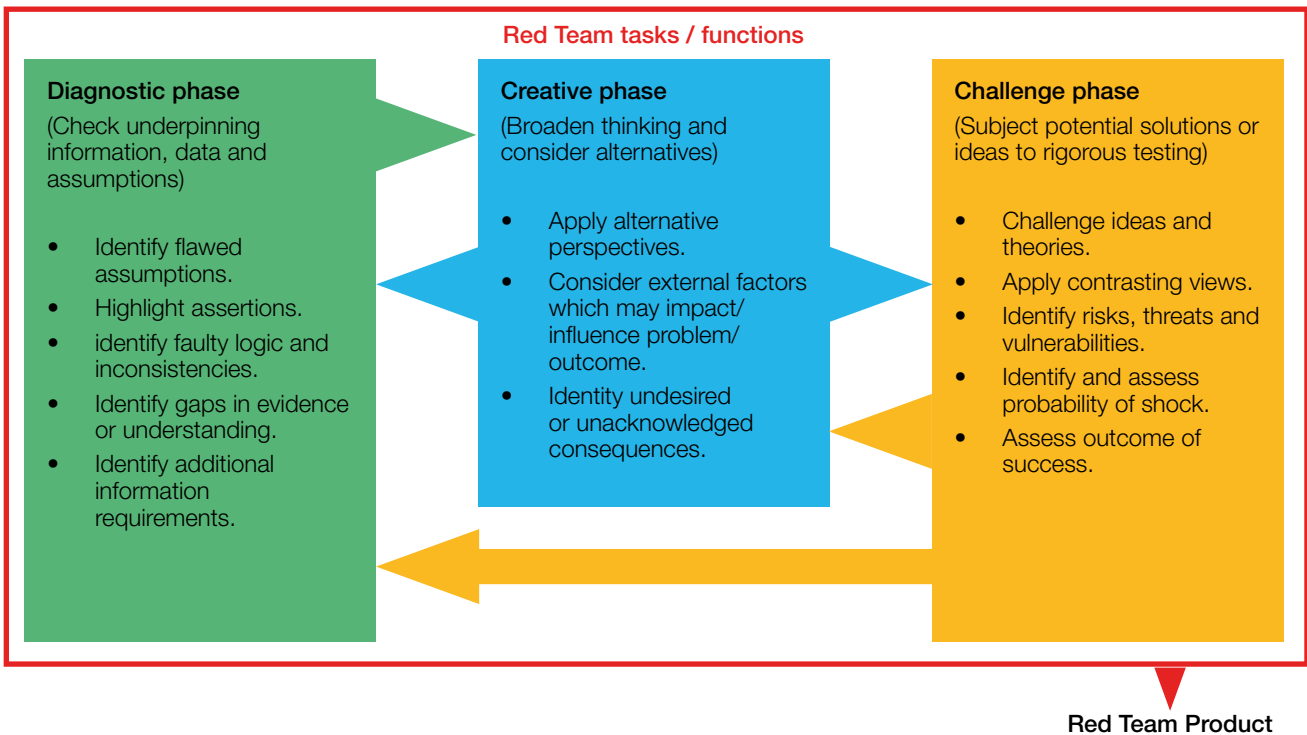 Red Team tasks / functions
Diagnostic phase
(Check underpinning
information, data and
assumptions)
• Identify flawed
assumptions.
• Highlight assertions.
• identify faulty logic and
inconsistencies.
• Identify gaps in evidence
or understanding.
• Identify additional
information
requirements.
Creative phase
(Broaden thinking and
consider alternatives)
• Apply alternative
perspectives.
• Consider external factors
which may impact/
influence problem/
outcome.
• Identity undesired
or unacknowledged
consequences.
Challenge phase
(Subject potential solutions or
ideas to rigorous testing)
• Challenge ideas and
theories.
• Apply contrasting views.
• Identify risks, threats and
vulnerabilities.
• Identify and assess
probability of shock.
• Assess outcome of
success.
Red Team Product